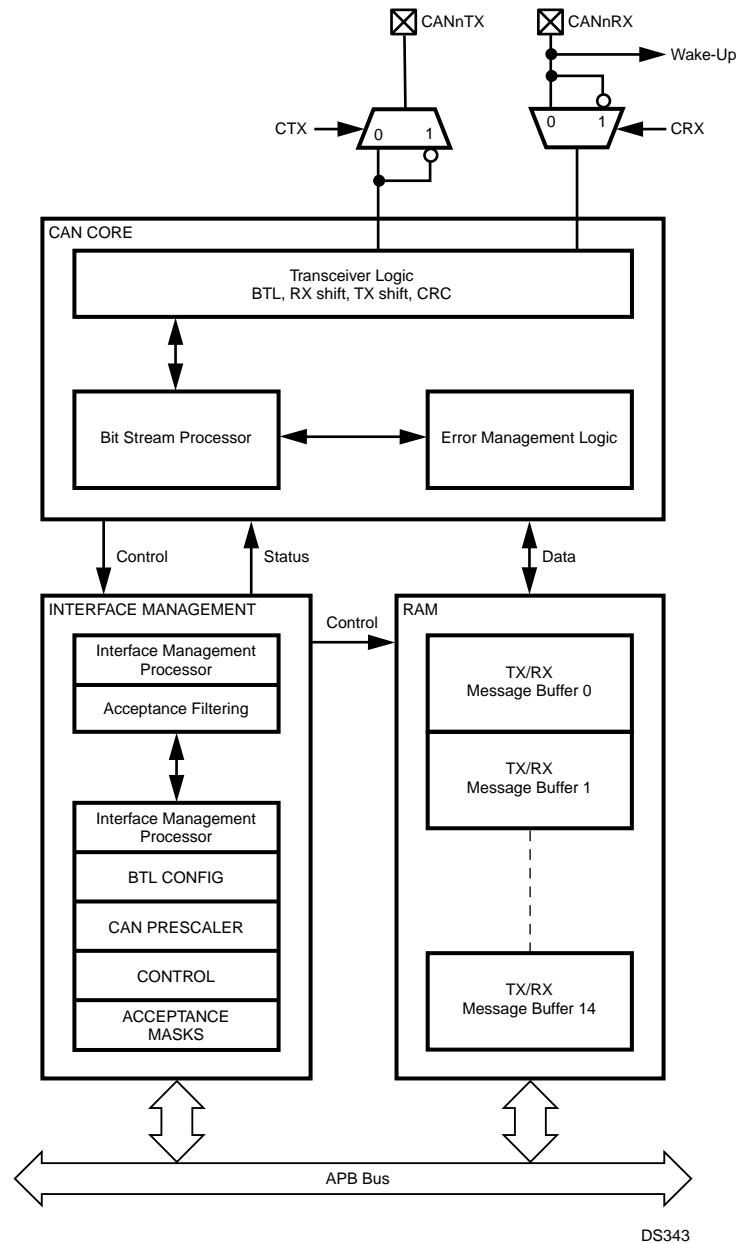 CANnTX
CANnRX
Wake-Up
CTX
0
1
0
1
CRX
CAN CORE
Transceiver Logic
BTL, RX shift, TX shift, CRC
Bit Stream Processor
Error Management Logic
Control
Status
Data
INTERFACE MANAGEMENT
Control
RAM
Interface Management
Processor
Acceptance Filtering
Interface Management
Processor
BTL CONFIG
CAN PRESCALER
CONTROL
ACCEPTANCE
MASKS
TX/RX
Message Buffer 0
TX/RX
Message Buffer 1
TX/RX
Message Buffer 14
APB Bus
DS343